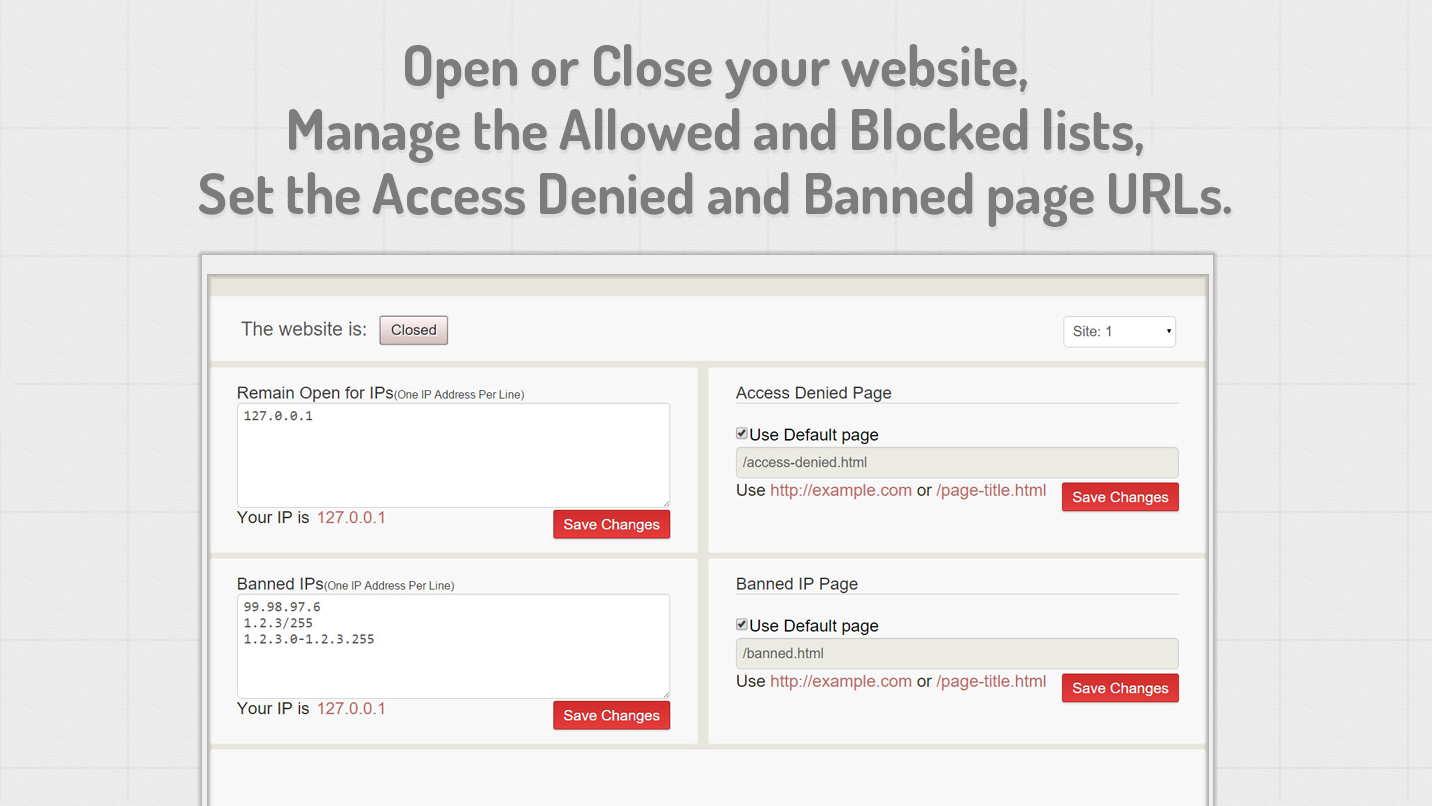 Open or Close your website,
Manage the Allowed and Blocked lists,
Set the Access Denied and Banned page URLs.
The website is: Closed
Site: 1
Remain Open for IPs(One IP Address Per Line)
127.0.0.1
Your IP is 127.0.0.1
Save Changes
Access Denied Page
Use Default page
/access-denied.html
Use http://example.com or /page-title.html
Save Changes
Banned IPs(One IP Address Per Line)
99.98.97.6
1.2.3/255
1.2.3.0-1.2.3.255
Your IP is 127.0.0.1
Save Changes
Banned IP Page
Use Default page
/banned.html
Use http://example.com or /page-title.html
Save Changes